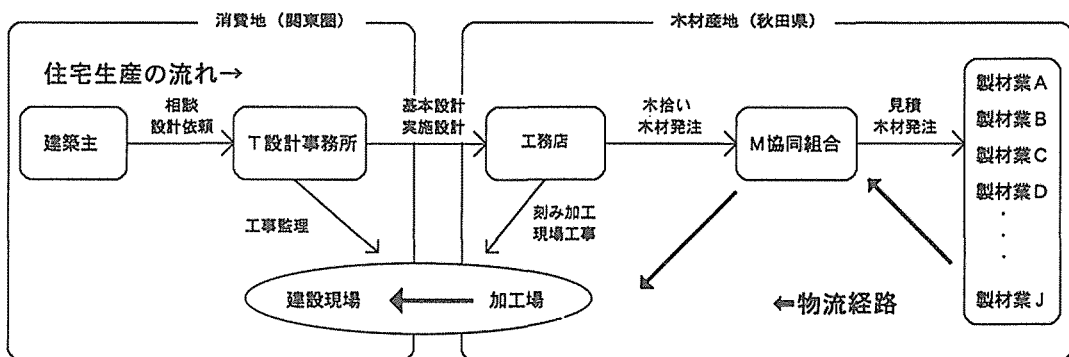 消費地（関東圏）
木材産地（秋田県）
住宅生産の流れ→
建築主
相談
設計依頼
T設計事務所
基本設計
実施設計
工務店
木拾い
木材発注
M協同組合
見積
木材発注
製材業A
製材業B
製材業C
製材業D
・
・
・
製材業J
工事監理
刻み加工
現場工事
建設現場
加工場
←物流経路